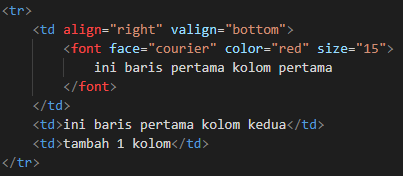 <tr>
<td align="right" valign="bottom">
<font face="courier" color="red" size="15">
ini baris pertama kolom pertama
</font>
</td>
<td>ini baris pertama kolom kedua</td>
<td>tambah 1 kolom</td>
</tr>